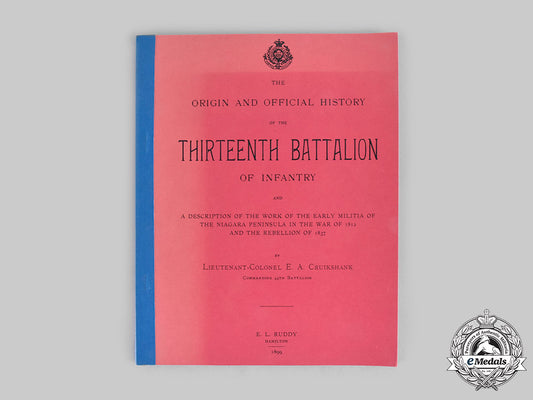 THE
ORIGIN AND OFFICIAL HISTORY
OF THE
THIRTEENTH BATTALION
OF INFANTRY
AND
A DESCRIPTION OF THE WORK OF THE EARLY MILITIA OF
THE NIAGARA PENINSULA IN THE WAR OF 1812
AND THE REBELLION OF 1837
BY
LIEUTENANT-COLONEL E. A. CRUIKSHANK
COMMANDING 44TH BATTALION
E. L. RUDDY
HAMILTON
1899
eMedals